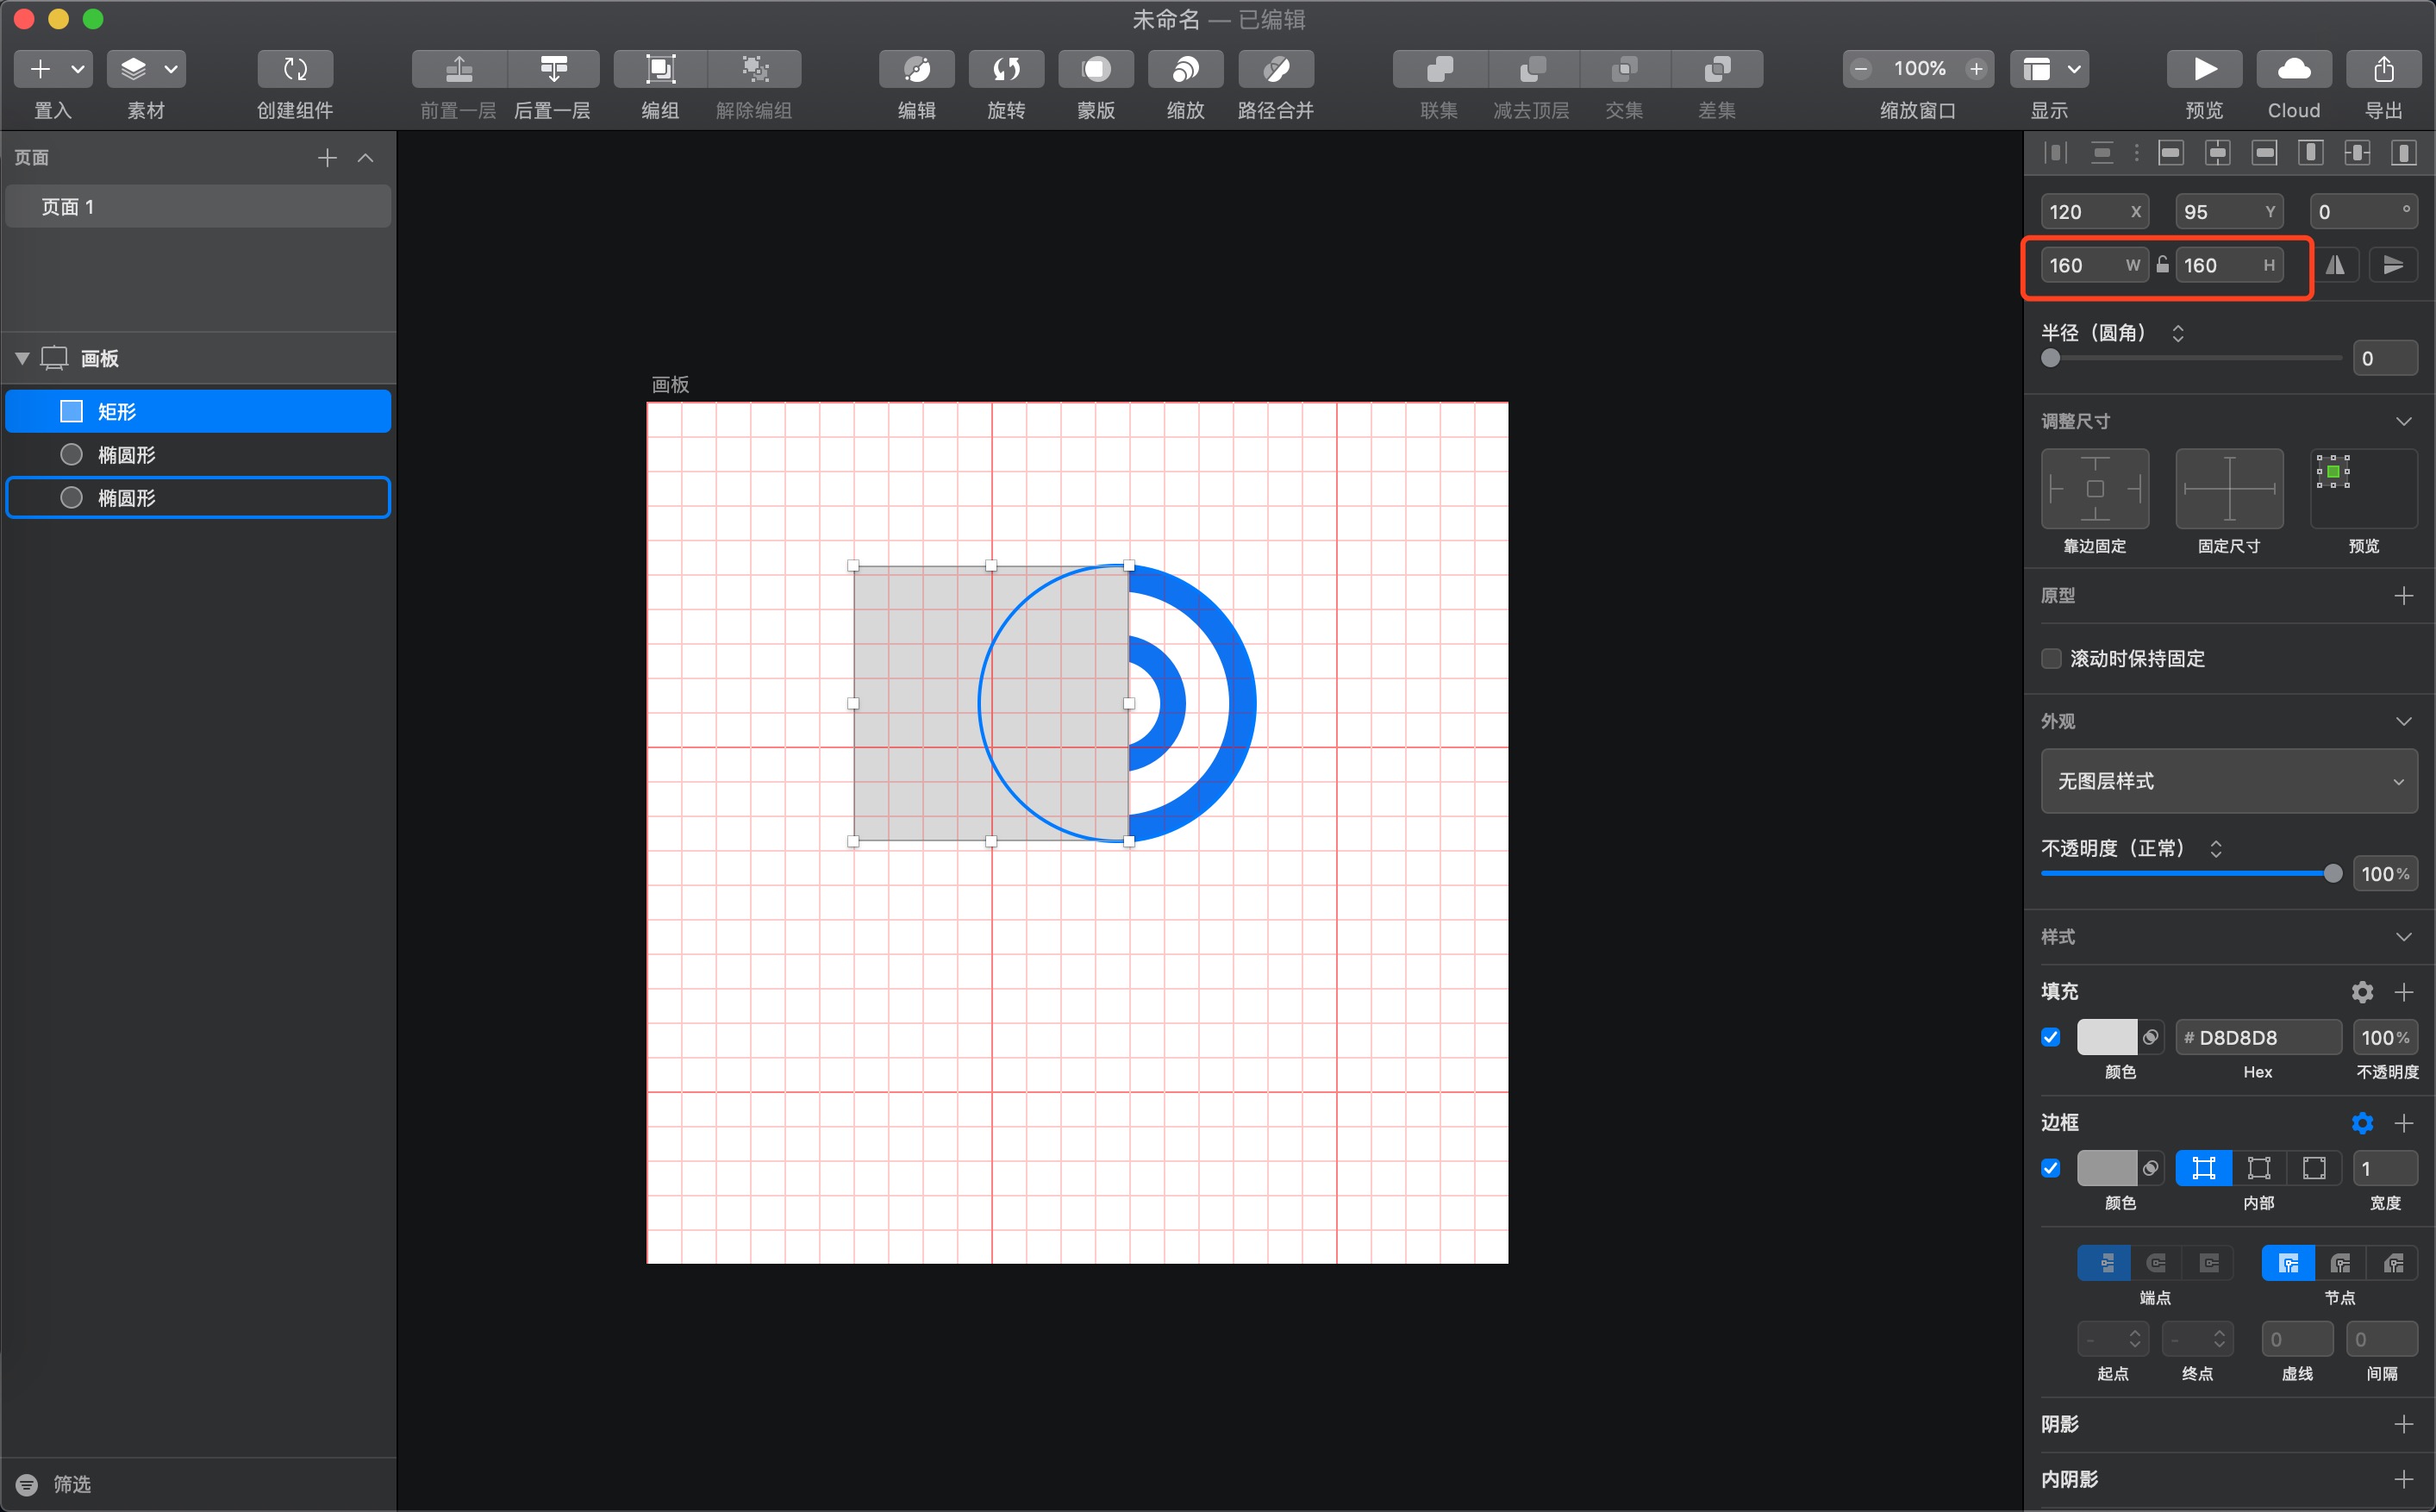 未命名 — 已编辑
100%
置入 素材 创建组件 前置一层 后置一层 编组 解除编组 编辑 旋转 蒙版 缩放 路径合并 联集 减去顶层 交集 差集 缩放窗口 显示 预览 Cloud 导出
页面
页面 1
画板
矩形
椭圆形
椭圆形
筛选
画板
120 X 95 Y 0 °
160 W 160 H
半径（圆角）
0
调整尺寸
靠边固定 固定尺寸 预览
原型
滚动时保持固定
外观
无图层样式
不透明度（正常）
100%
样式
填充
# D8D8D8 100%
颜色 Hex 不透明度
边框
1
颜色 内部 宽度
端点 节点
- - 0 0
起点 终点 虚线 间隔
阴影
内阴影